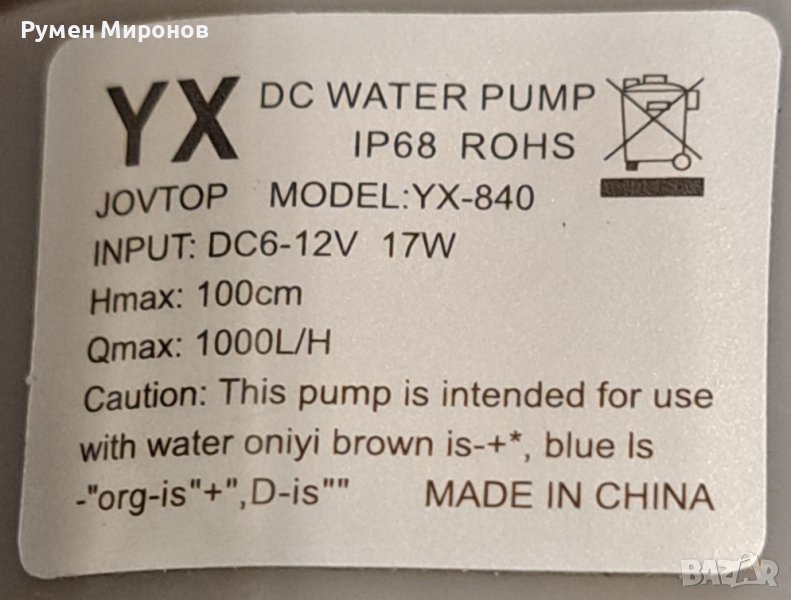 Румен Миронов
YX DC WATER PUMP
IP68 ROHS
JOVTOP MODEL:YX-840
INPUT: DC6-12V 17W
Hmax: 100cm
Qmax: 1000L/H
Caution: This pump is intended for use
with water oniyi brown is-+*, blue Is
-"org-is"+",D-is"" MADE IN CHINA
BAZAR